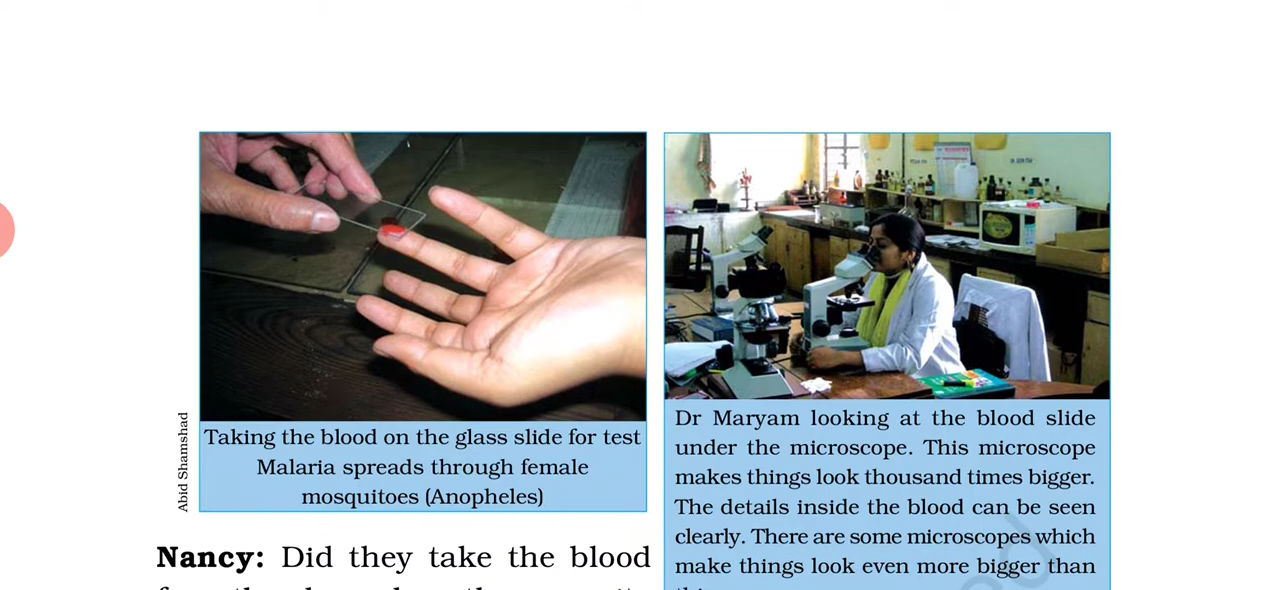 Abid Shamshad
Taking the blood on the glass slide for test
Malaria spreads through female
mosquitoes (Anopheles)
Nancy: Did they take the blood
Dr Maryam looking at the blood slide
under the microscope. This microscope
makes things look thousand times bigger.
The details inside the blood can be seen
clearly. There are some microscopes which
make things look even more bigger than